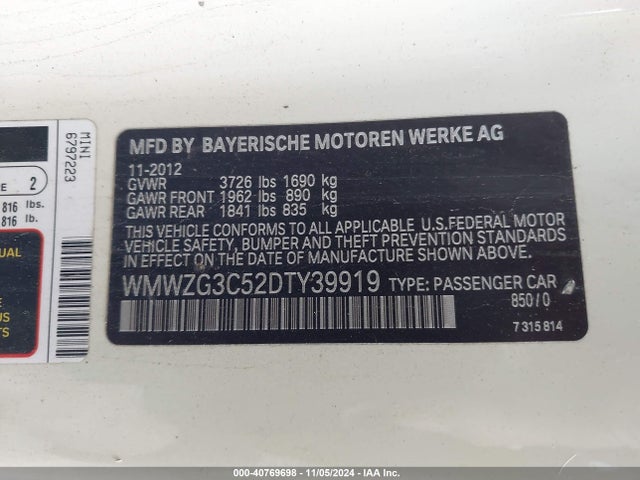 MFD BY BAYERISCHE MOTOREN WERKE AG
11-2012
GVWR 3726 lbs 1690 kg
GAWR FRONT 1962 lbs 890 kg
GAWR REAR 1841 lbs 835 kg
THIS VEHICLE CONFORMS TO ALL APPLICABLE U.S.FEDERAL MOTOR
VEHICLE SAFETY, BUMPER AND THEFT PREVENTION STANDARDS
IN EFFECT ON THE DATE OF MANUFACTURE SHOWN ABOVE.
WMWZG3C52DTY39919 TYPE: PASSENGER CAR
850/0
7 315 814
MINI
6797223
RE 2
816 lbs.
816 lb.
UAL
US
TS
000-40769698 - 11/05/2024 - IAA Inc.